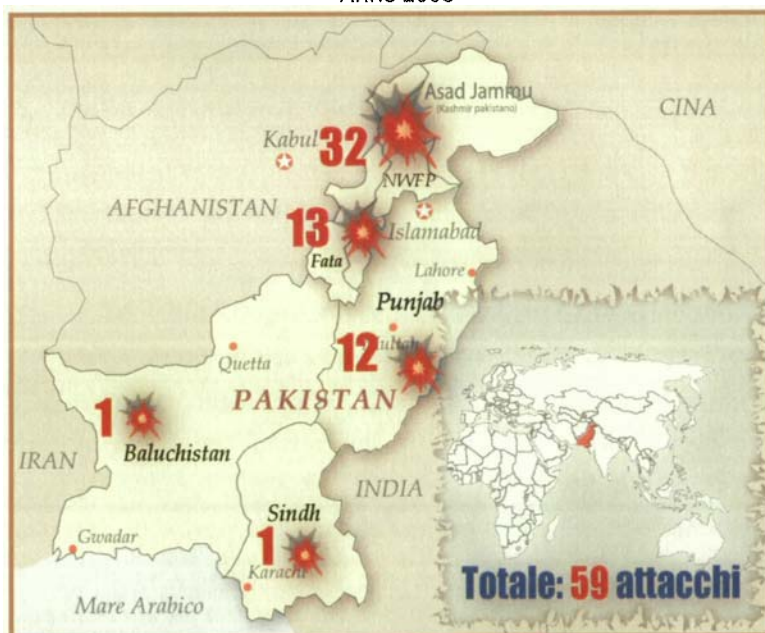 Asad Jammu
(Kashmir pakistano)
CINA
Kabul
32
NWFP
AFGHANISTAN
13
Islamabad
Fata
Lahore
Punjab
12
Quetta
PAKISTAN
1
Baluchistan
IRAN
INDIA
Sindh
Gwadar
1
Karachi
Mare Arabico
Totale: 59 attacchi